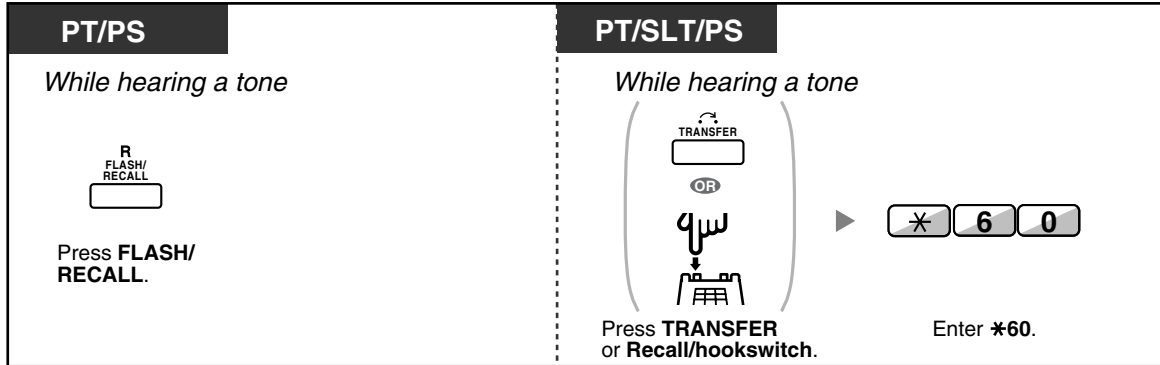 PT/PS
While hearing a tone
R
FLASH/
RECALL
Press FLASH/
RECALL.
PT/SLT/PS
While hearing a tone
TRANSFER
OR
Press TRANSFER
or Recall/hookswitch.
* 6 0
Enter *60.